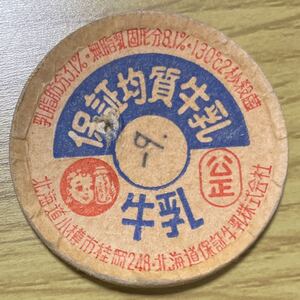 乳脂肪分3.1%・無脂乳固形分8.1%・130℃2秒殺菌
保証均質牛乳
-9.
公正
牛乳
北海道小樽市桂岡248・北海道保証牛乳株式会社